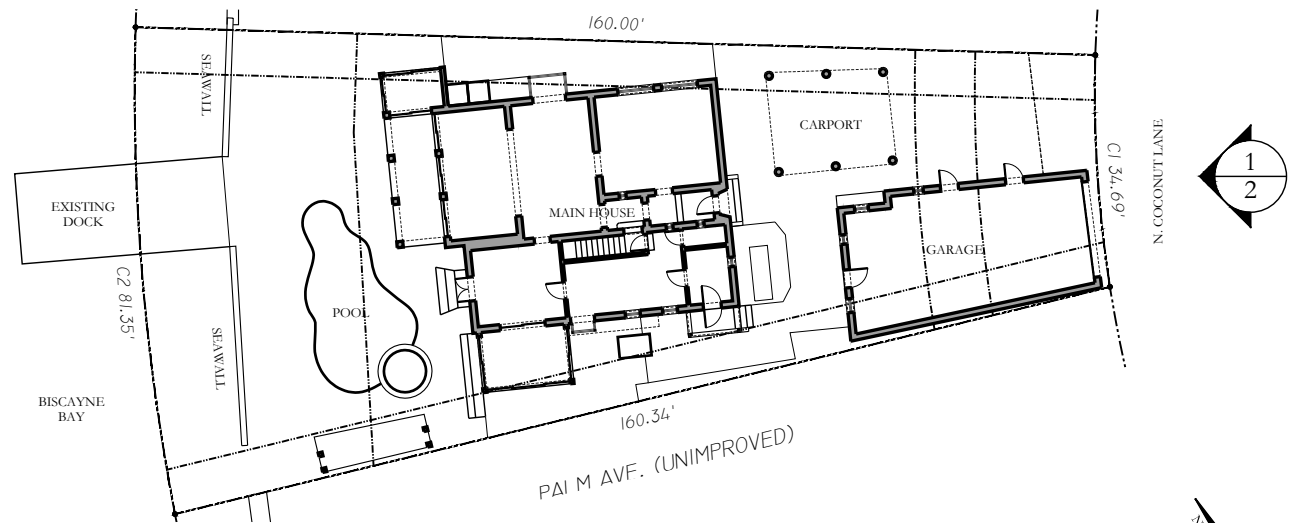 160.00'
SEAWALL
CARPORT
C1 34.69'
N. COCONUT LANE
1
2
EXISTING
DOCK
MAIN HOUSE
GARAGE
C2 81.35'
POOL
SEAWALL
BISCAYNE
BAY
160.34'
PALM AVE. (UNIMPROVED)
N